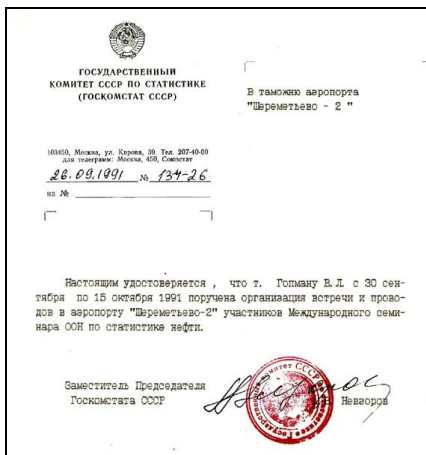 ГОСУДАРСТВЕННЫЙ
КОМИТЕТ СССР ПО СТАТИСТИКЕ
(ГОСКОМСТАТ СССР)
103450, Москва, ул. Кирова, 39. Тел. 207-40-00
для телеграмм: Москва, 450, Союзстат
26.09.1991 № 134-26
на №
В таможню аэропорта
"Шереметьево - 2 "
Настоящим удостоверяется , что т. Гопману В.Л. с 30 сен-
тября по 15 октября 1991 поручена организация встречи и прово-
дов в аэропорту "Шереметьево-2" участников Международного семи-
нара ООН по статистике нефти.
Заместитель Председателя
Госкомстата СССР
Невзоров